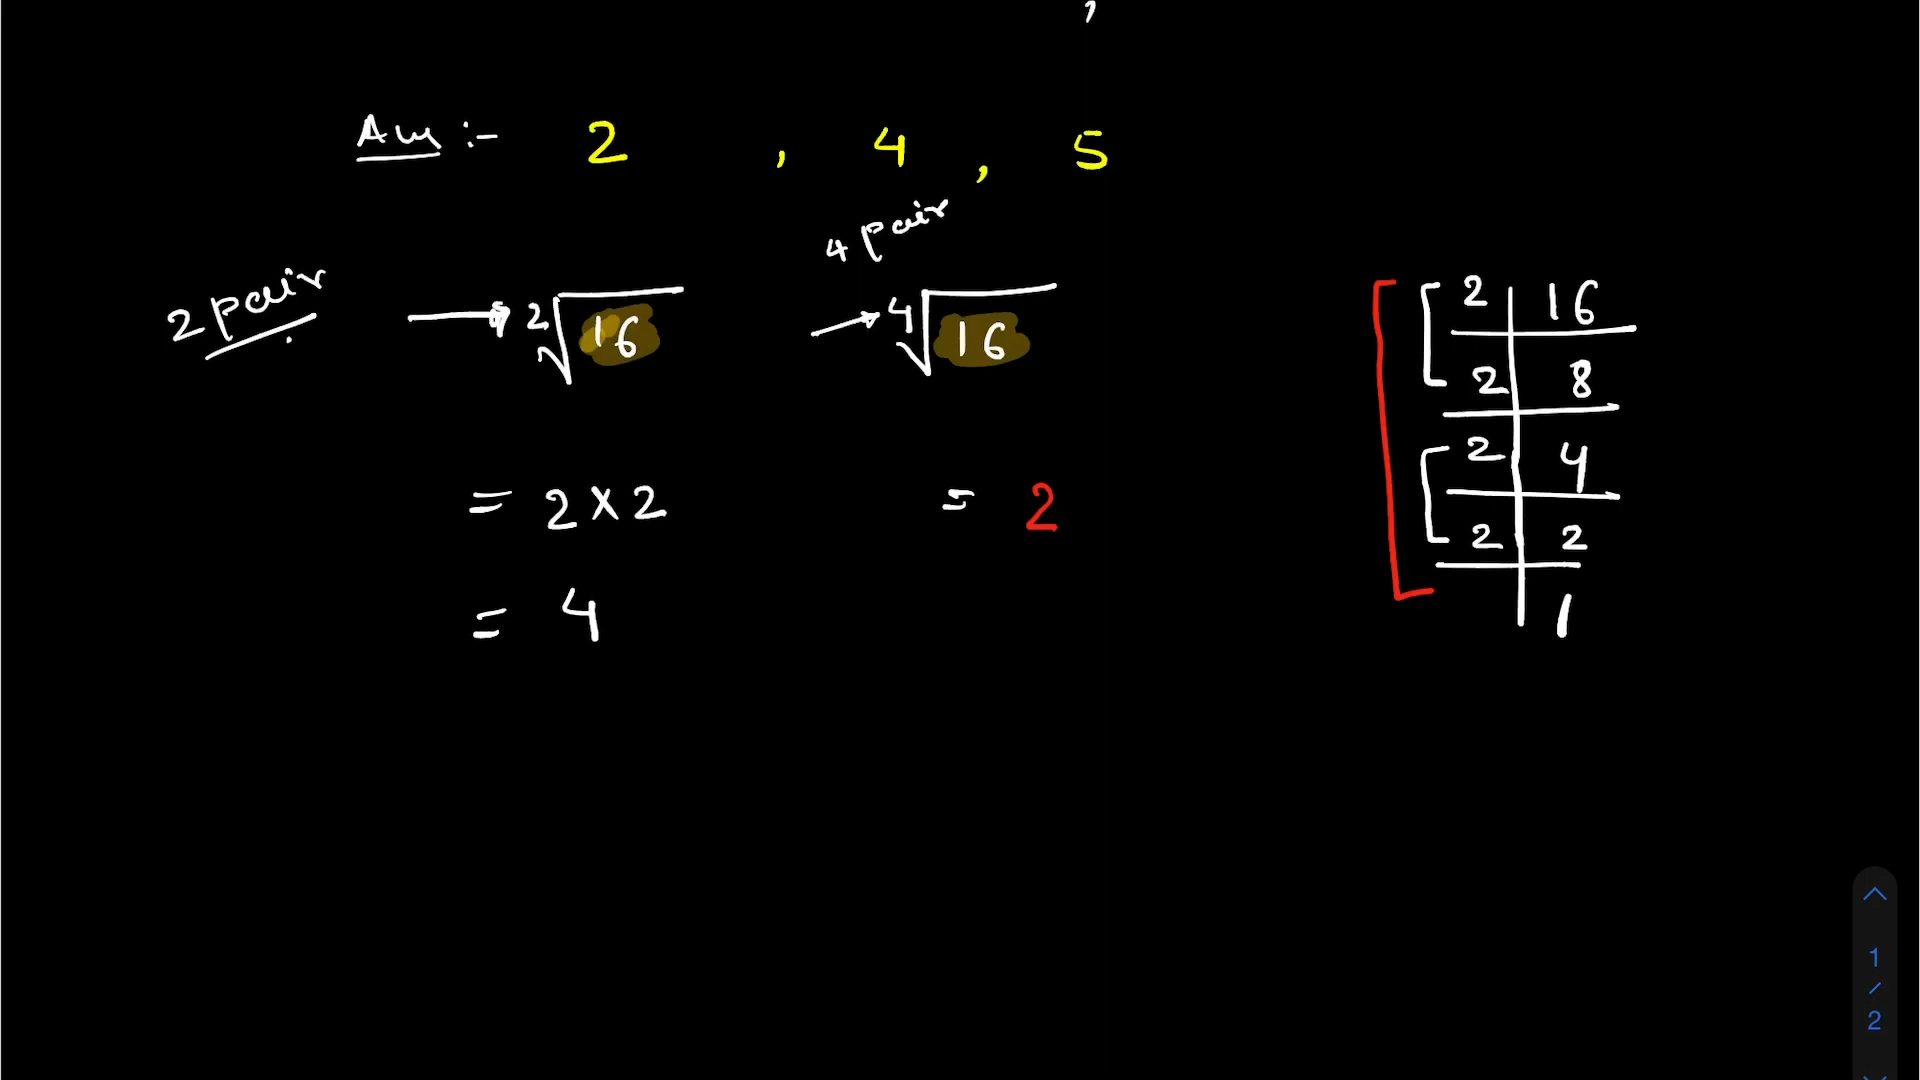 ,
Ans :- 2 , 4 , 5
4 pair
2 pair → ²√16 → ⁴√16
= 2 × 2 = 2
= 4
2 | 16
2 | 8
2 | 4
2 | 2
| 1
1
/
2